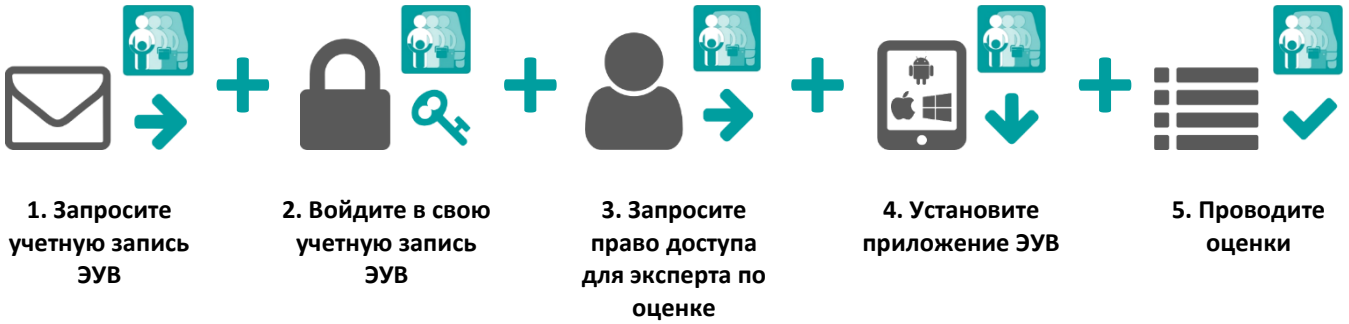 1. Запросите
учетную запись
ЭУВ
2. Войдите в свою
учетную запись
ЭУВ
3. Запросите
право доступа
для эксперта по
оценке
4. Установите
приложение ЭУВ
5. Проводите
оценки